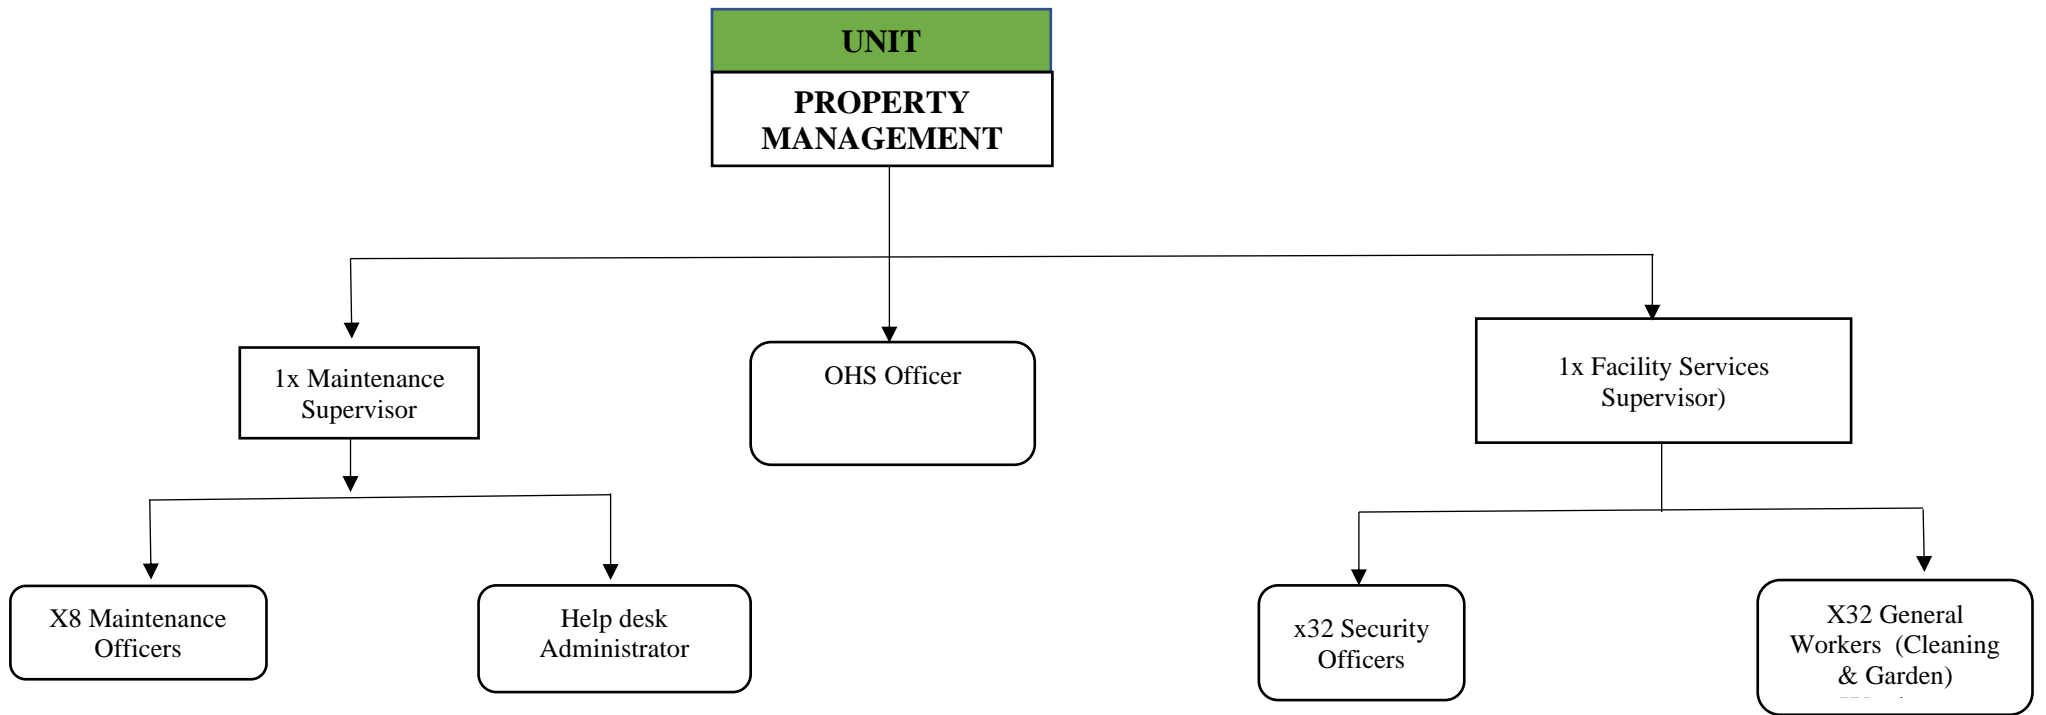 UNIT
PROPERTY
MANAGEMENT
1x Maintenance
Supervisor
OHS Officer
1x Facility Services
Supervisor)
X8 Maintenance
Officers
Help desk
Administrator
x32 Security
Officers
X32 General
Workers (Cleaning
& Garden)